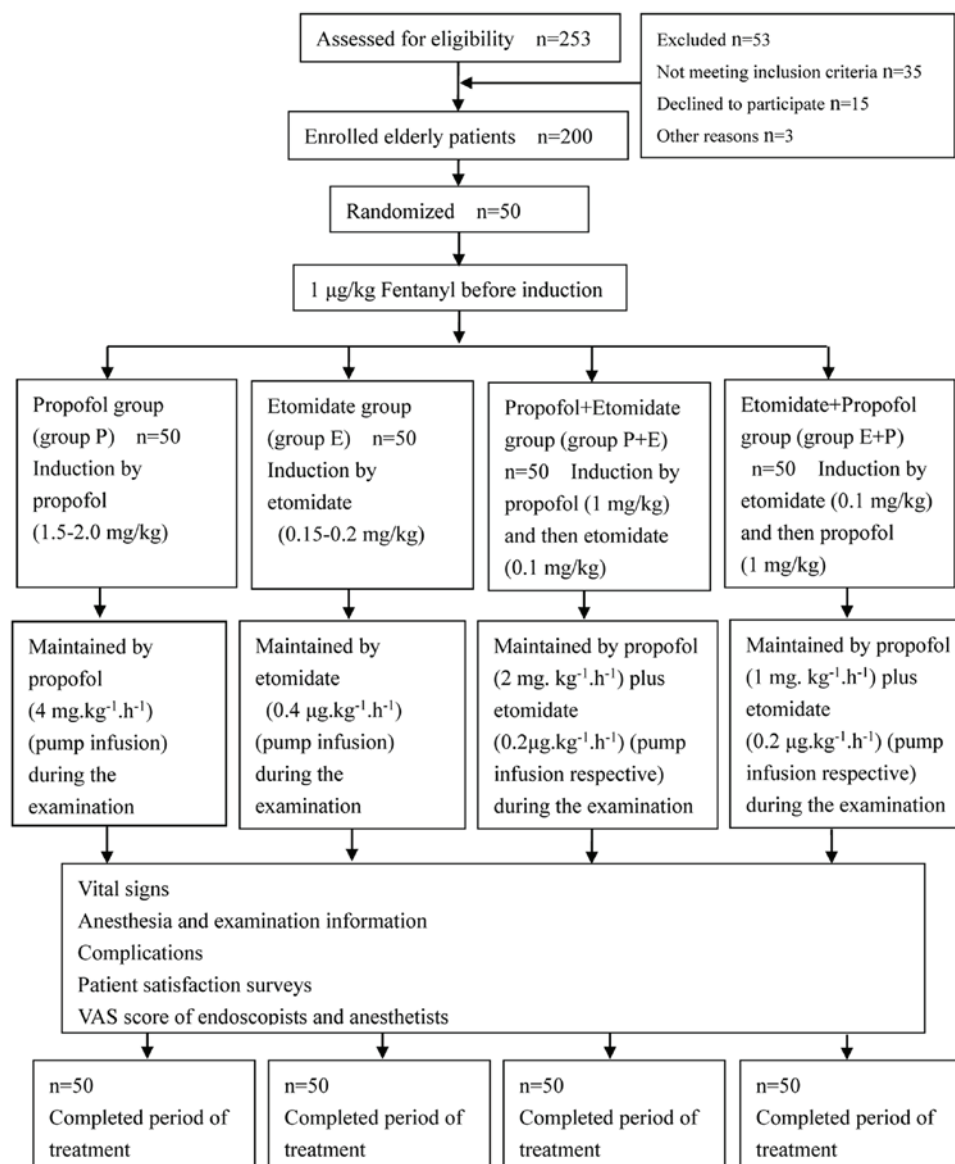 Assessed for eligibility n=253
Excluded n=53
Not meeting inclusion criteria n=35
Declined to participate n=15
Other reasons n=3
Enrolled elderly patients n=200
Randomized n=50
1 μg/kg Fentanyl before induction
Propofol group
(group P) n=50
Induction by
propofol
(1.5-2.0 mg/kg)
Etomidate group
(group E) n=50
Induction by
etomidate
(0.15-0.2 mg/kg)
Propofol+Etomidate
group (group P+E)
n=50 Induction by
propofol (1 mg/kg)
and then etomidate
(0.1 mg/kg)
Etomidate+Propofol
group (group E+P)
n=50 Induction by
etomidate (0.1 mg/kg)
and then propofol
(1 mg/kg)
Maintained by
propofol
(4 mg.kg⁻¹.h⁻¹)
(pump infusion)
during the
examination
Maintained by
etomidate
(0.4 μg.kg⁻¹.h⁻¹)
(pump infusion)
during the
examination
Maintained by propofol
(2 mg. kg⁻¹.h⁻¹) plus
etomidate
(0.2μg.kg⁻¹.h⁻¹) (pump
infusion respective)
during the examination
Maintained by propofol
(1 mg. kg⁻¹.h⁻¹) plus
etomidate
(0.2 μg.kg⁻¹.h⁻¹) (pump
infusion respective)
during the examination
Vital signs
Anesthesia and examination information
Complications
Patient satisfaction surveys
VAS score of endoscopists and anesthetists
n=50
Completed period of
treatment
n=50
Completed period of
treatment
n=50
Completed period of
treatment
n=50
Completed period of
treatment